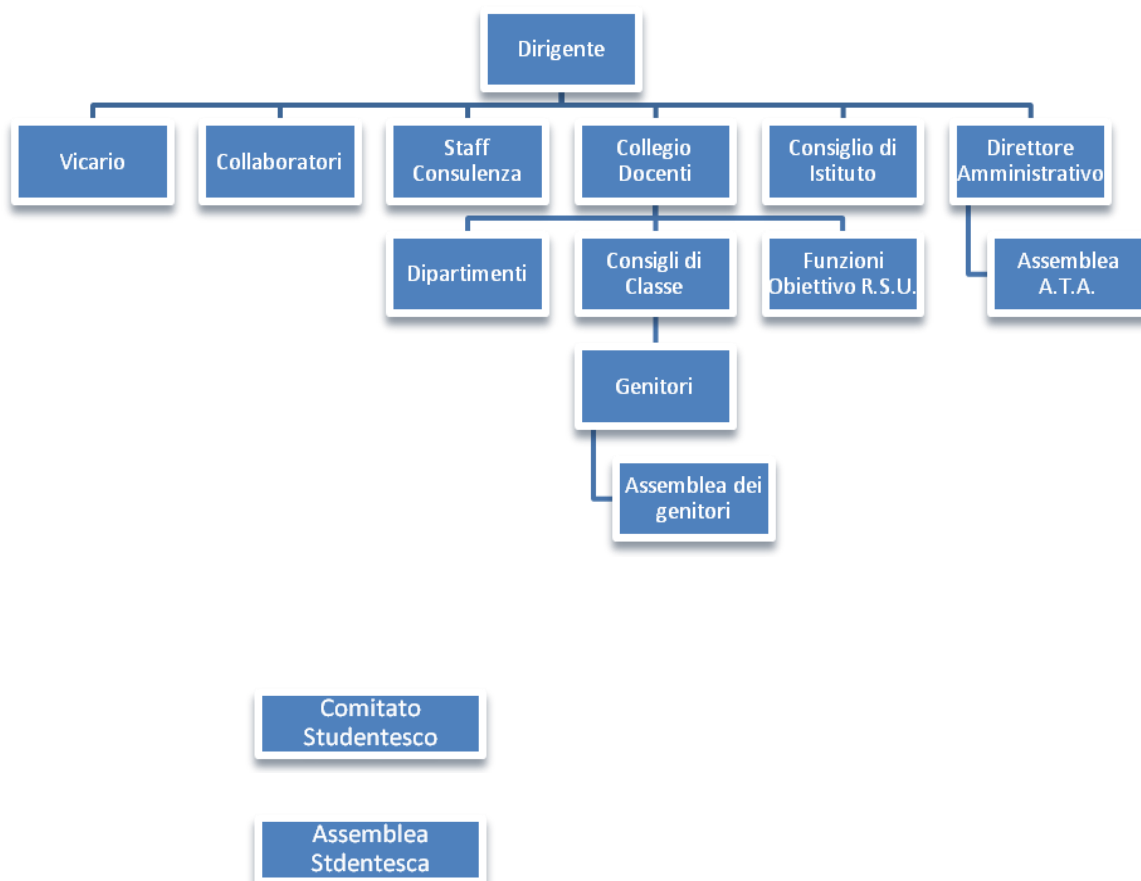 Dirigente
Vicario
Collaboratori
Staff
Consulenza
Collegio
Docenti
Consiglio di
Istituto
Direttore
Amministrativo
Dipartimenti
Consigli di
Classe
Funzioni
Obiettivo R.S.U.
Assemblea
A.T.A.
Genitori
Assemblea dei
genitori
Comitato
Studentesco
Assemblea
Stdentesca